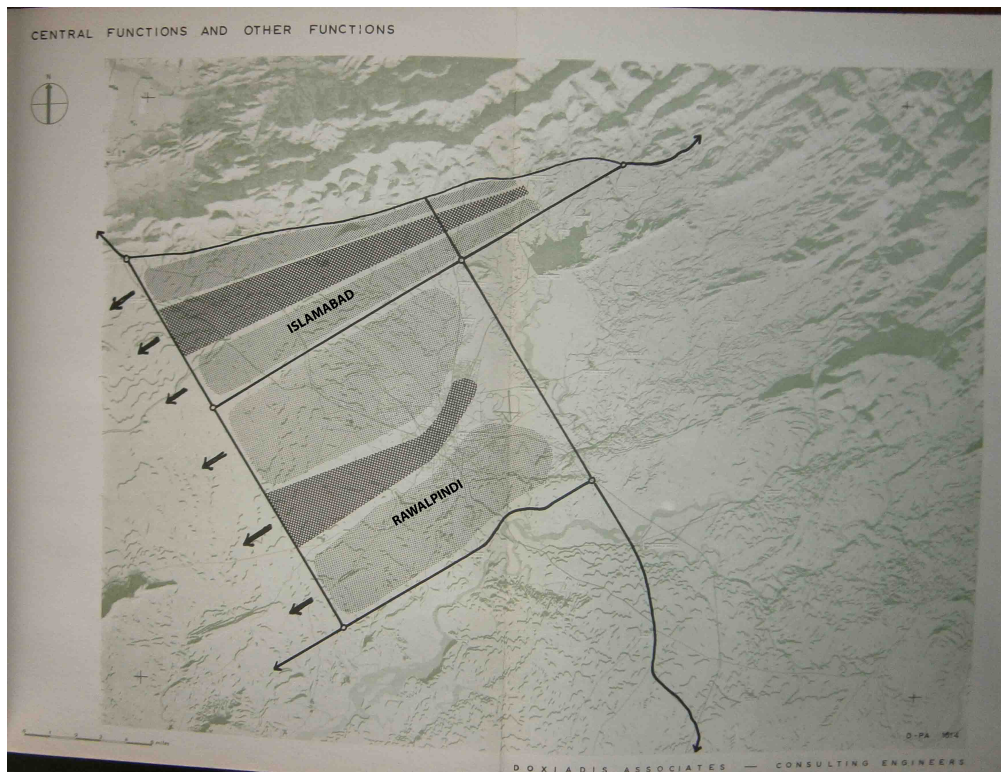 CENTRAL FUNCTIONS AND OTHER FUNCTIONS
N
ISLAMABAD
RAWALPINDI
DOXIADIS ASSOCIATES — CONSULTING ENGINEERS